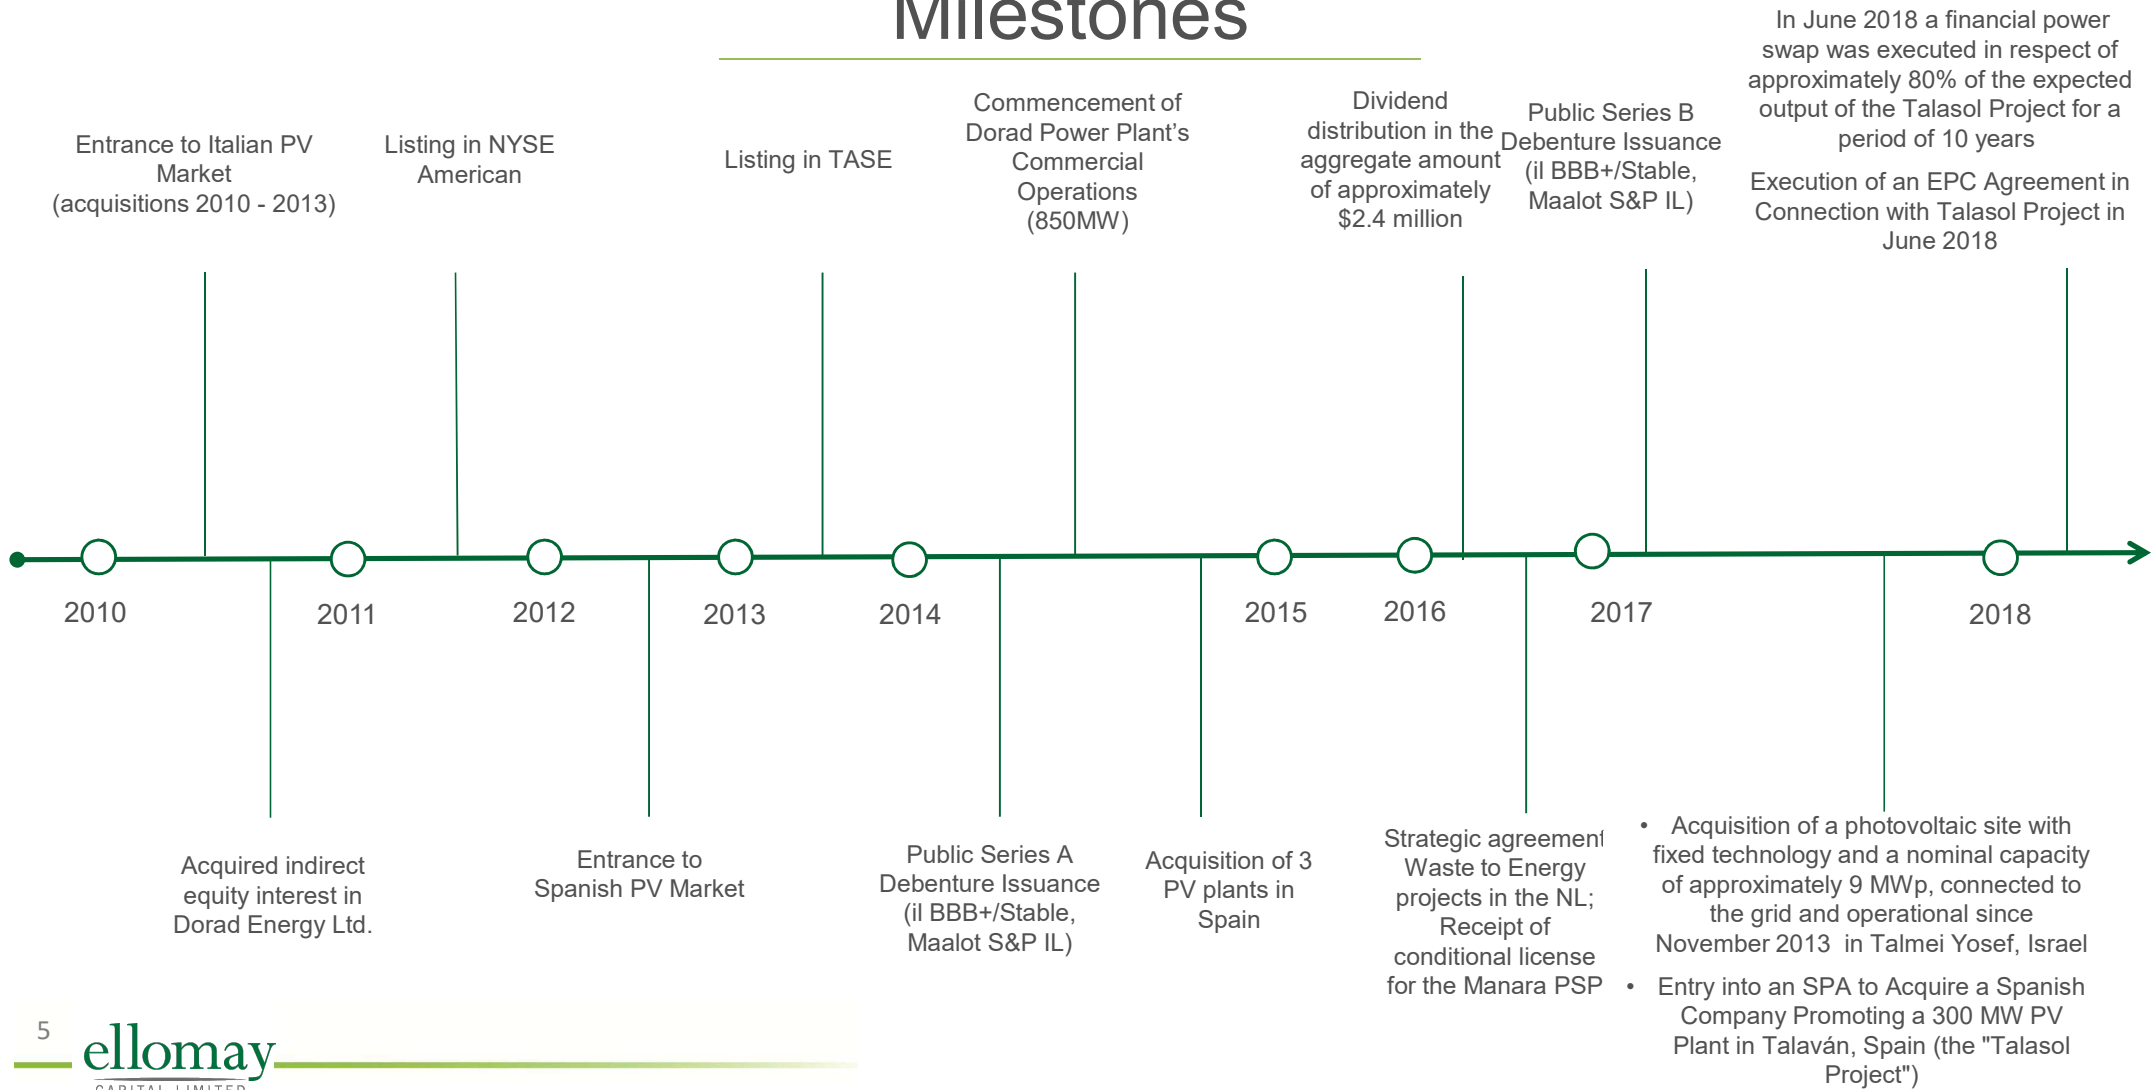 Milestones
Entrance to Italian PV
Market
(acquisitions 2010 - 2013)
Listing in NYSE
American
Listing in TASE
Commencement of
Dorad Power Plant’s
Commercial
Operations
(850MW)
Dividend
distribution in the
aggregate amount
of approximately
$2.4 million
Public Series B
Debenture Issuance
(il BBB+/Stable,
Maalot S&P IL)
In June 2018 a financial power
swap was executed in respect of
approximately 80% of the expected
output of the Talasol Project for a
period of 10 years
Execution of an EPC Agreement in
Connection with Talasol Project in
June 2018
2010
2011
2012
2013
2014
2015
2016
2017
2018
Acquired indirect
equity interest in
Dorad Energy Ltd.
Entrance to
Spanish PV Market
Public Series A
Debenture Issuance
(il BBB+/Stable,
Maalot S&P IL)
Acquisition of 3
PV plants in
Spain
Strategic agreement
Waste to Energy
projects in the NL;
Receipt of
conditional license
for the Manara PSP
• Acquisition of a photovoltaic site with
fixed technology and a nominal capacity
of approximately 9 MWp, connected to
the grid and operational since
November 2013 in Talmei Yosef, Israel
• Entry into an SPA to Acquire a Spanish
Company Promoting a 300 MW PV
Plant in Talaván, Spain (the "Talasol
Project")
5
ellomay
CAPITAL LIMITED